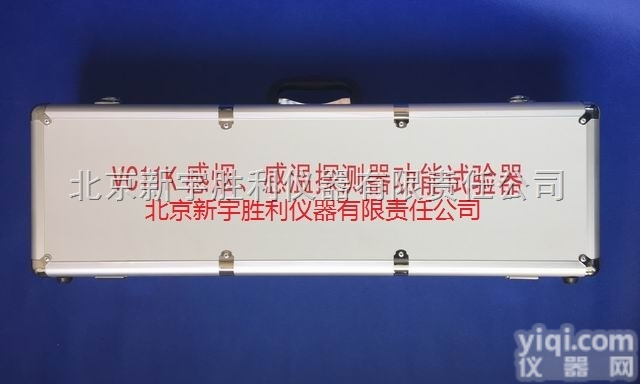 VC11K 感烟、感温探测器功能试验器
北京新宇胜利仪器有限责任公司
北京新宇胜利仪器有限责任公司
yiqi.com
仪器网